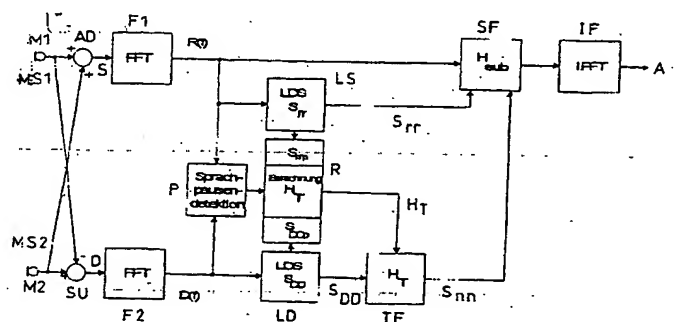 F1
SF
IF
M1
AD
+
FFT
R(f)
H sub
IFFT
A
MS1
+
S
LDS
S rr
LS
S rr
S rrp
P
Sprach-
pausen-
detektion
Berechnung
H T
R
H T
S DDp
MS2
-
D
FFT
LDS
S DD
H T
M2
SU
D(f)
S DD
S nn
F2
LD
TF